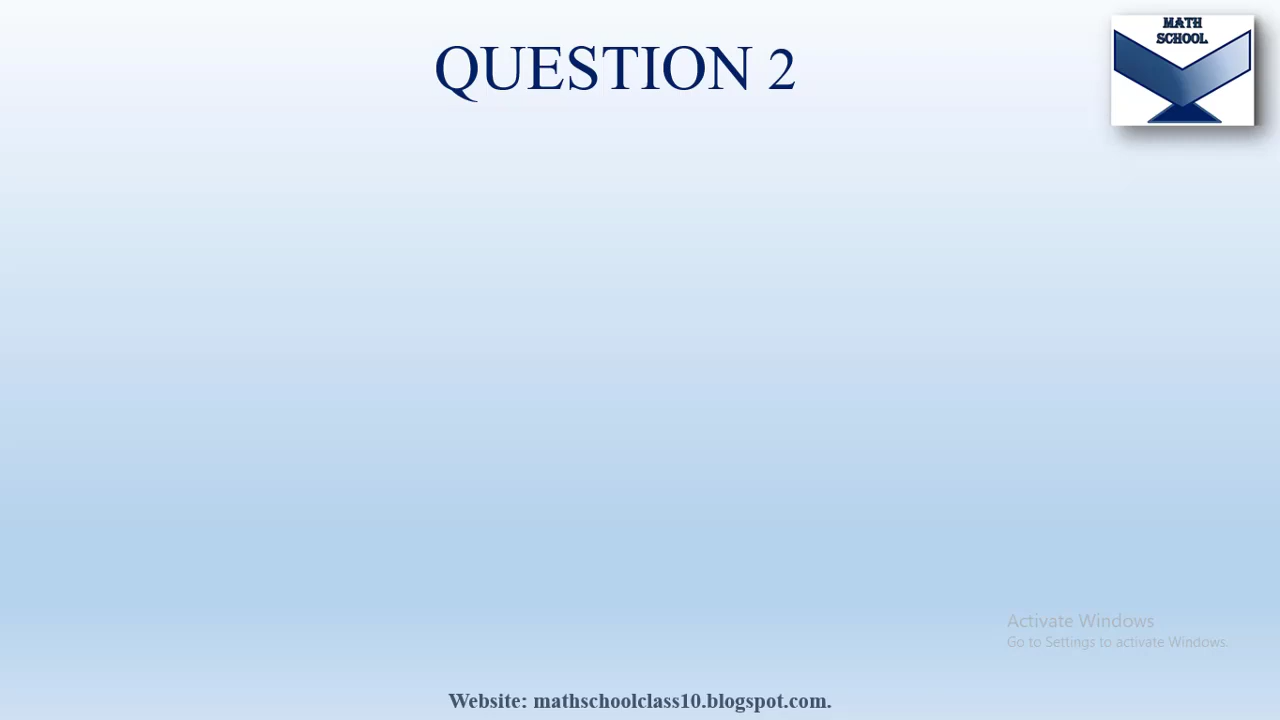 MATH
SCHOOL
QUESTION 2
Activate Windows
Go to Settings to activate Windows.
Website: mathschoolclass10.blogspot.com.